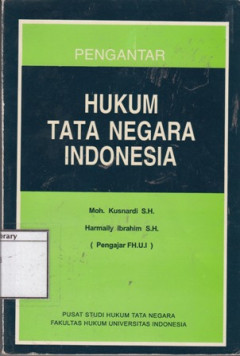 PENGANTAR
HUKUM
TATA NEGARA
INDONESIA
Moh. Kusnardi S.H.
Harmaily Ibrahim S.H.
( Pengajar FH.U.I )
rary
PUSAT STUDI HUKUM TATA NEGARA
FAKULTAS HUKUM UNIVERSITAS INDONESIA